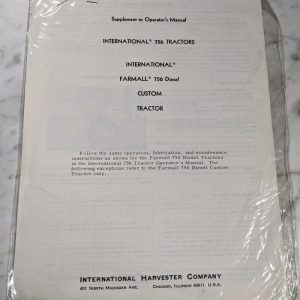 Supplement to Operator's Manual
INTERNATIONAL® 756 TRACTORS
INTERNATIONAL®
FARMALL® 756 Diesel
CUSTOM
TRACTOR
Follow the same operation, lubrication, and maintenance
instructions as shown for the Farmall 756 Diesel Tractors
in the International 756 Tractor Operator's Manual. The
following exceptions refer to the Farmall 756 Diesel Custom
Tractor only.
INTERNATIONAL HARVESTER COMPANY
401 NORTH MICHIGAN AVE. CHICAGO, ILLINOIS 60611, U.S.A.